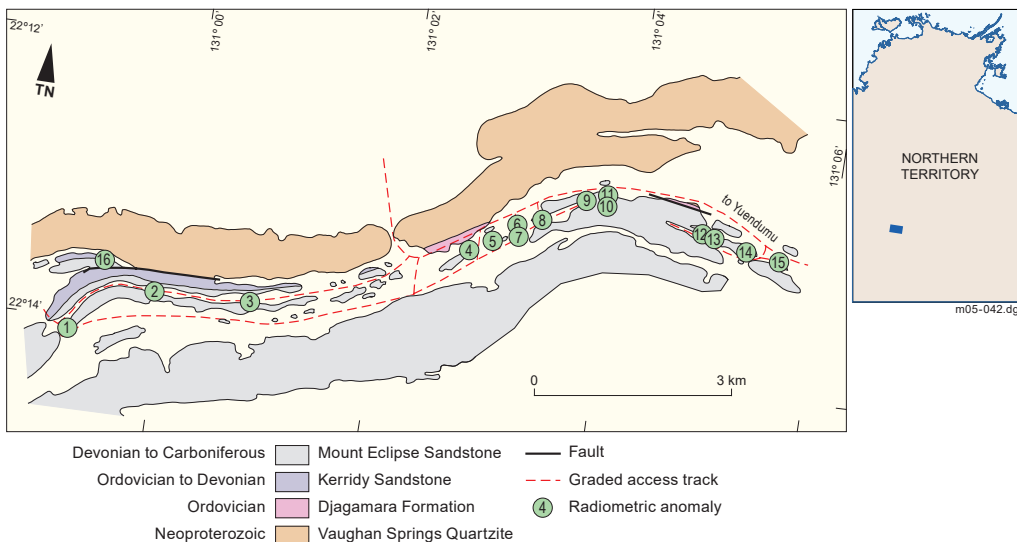 22°12'
131° 00'
131° 02'
131° 04'
TN
131° 06'
to Yuendumu
22°14'
1
2
3
4
5
6
7
8
9
10
11
12
13
14
15
16
0 3 km
NORTHERN
TERRITORY
m05-042.dg
Devonian to Carboniferous Mount Eclipse Sandstone Fault
Ordovician to Devonian Kerridy Sandstone Graded access track
Ordovician Djagamara Formation 4 Radiometric anomaly
Neoproterozoic Vaughan Springs Quartzite